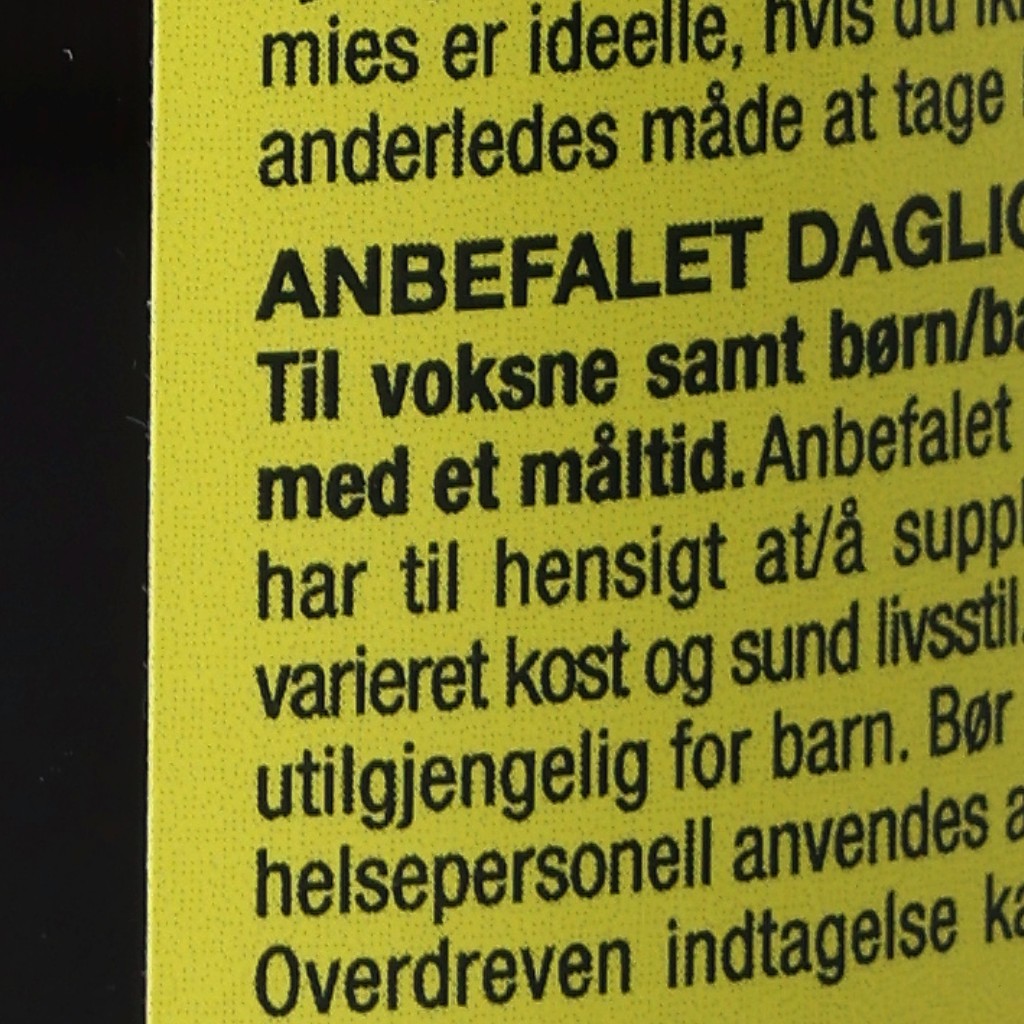 mies er ideelle, hvis du
anderledes måde at tage
ANBEFALET
Til voksne samt
med et måltid. Anbefalet
har til hensigt at/å
varieret kost og sund livsstil.
utilgjengelig for barn. Bør
helsepersonell anvendes
Overdreven indtagelse